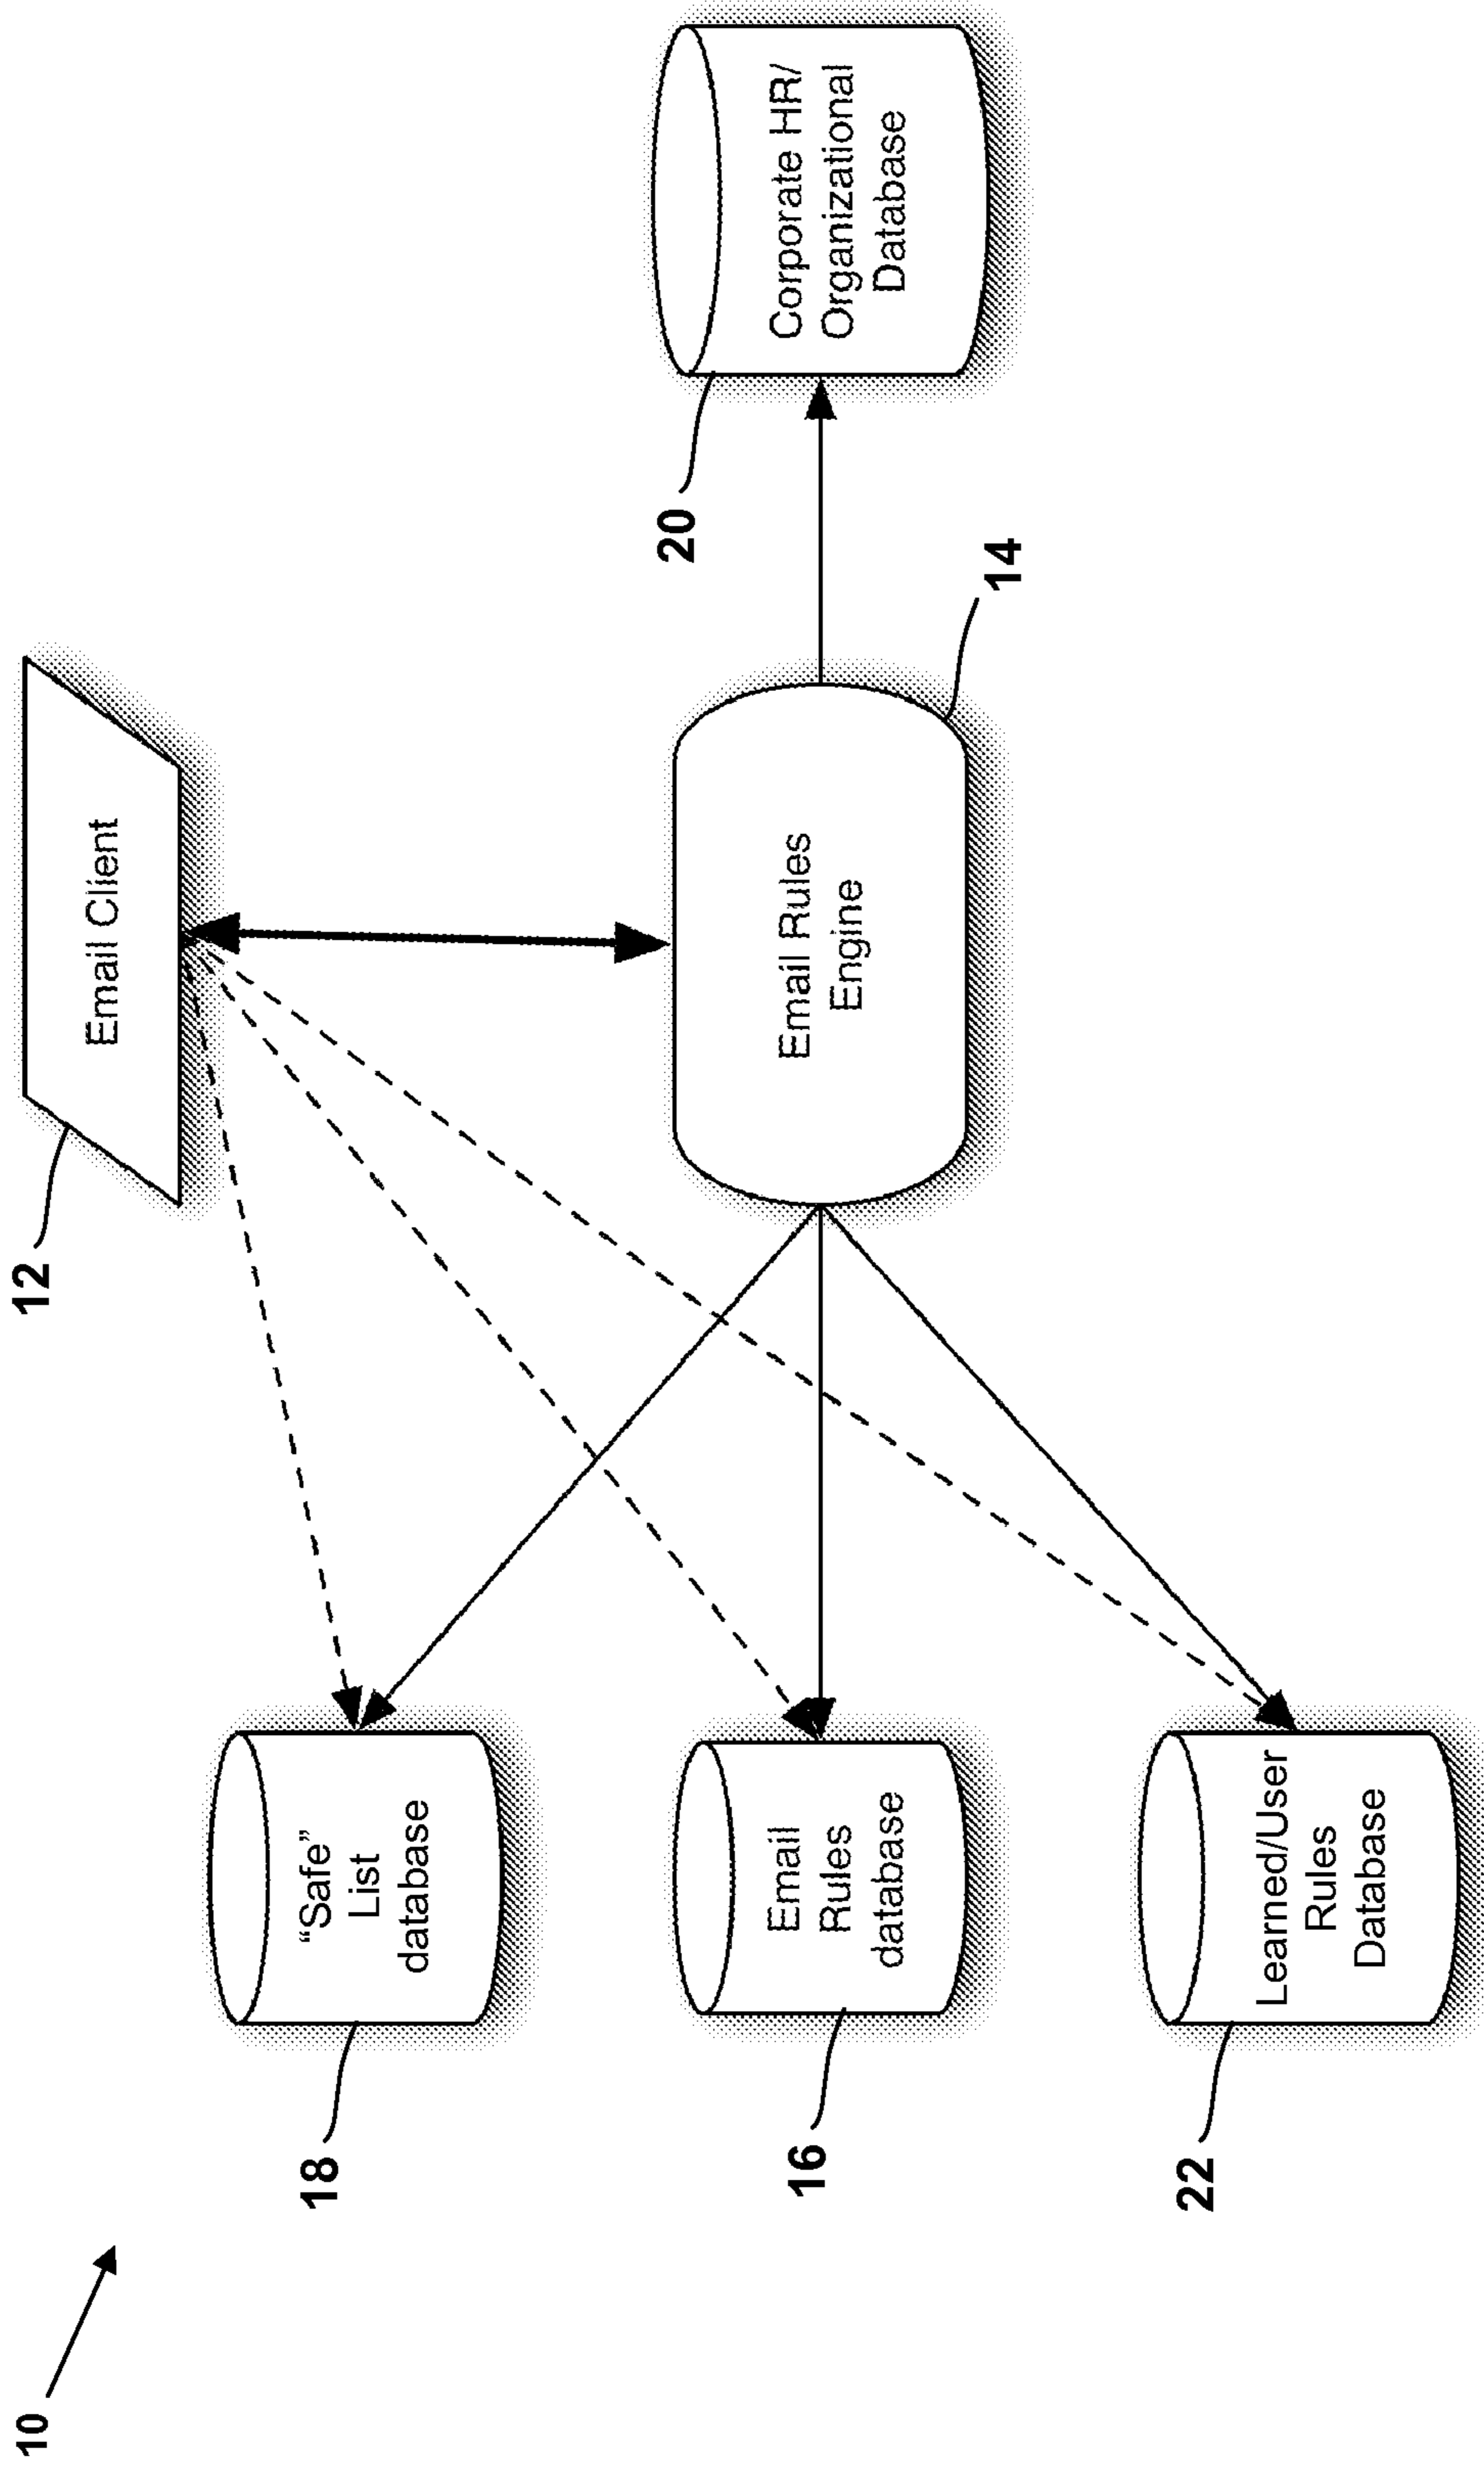 10
12
Email Client
18
“Safe”
List
database
16
Email
Rules
database
22
Learned/User
Rules
Database
Email Rules
Engine
14
20
Corporate HR/
Organizational
Database